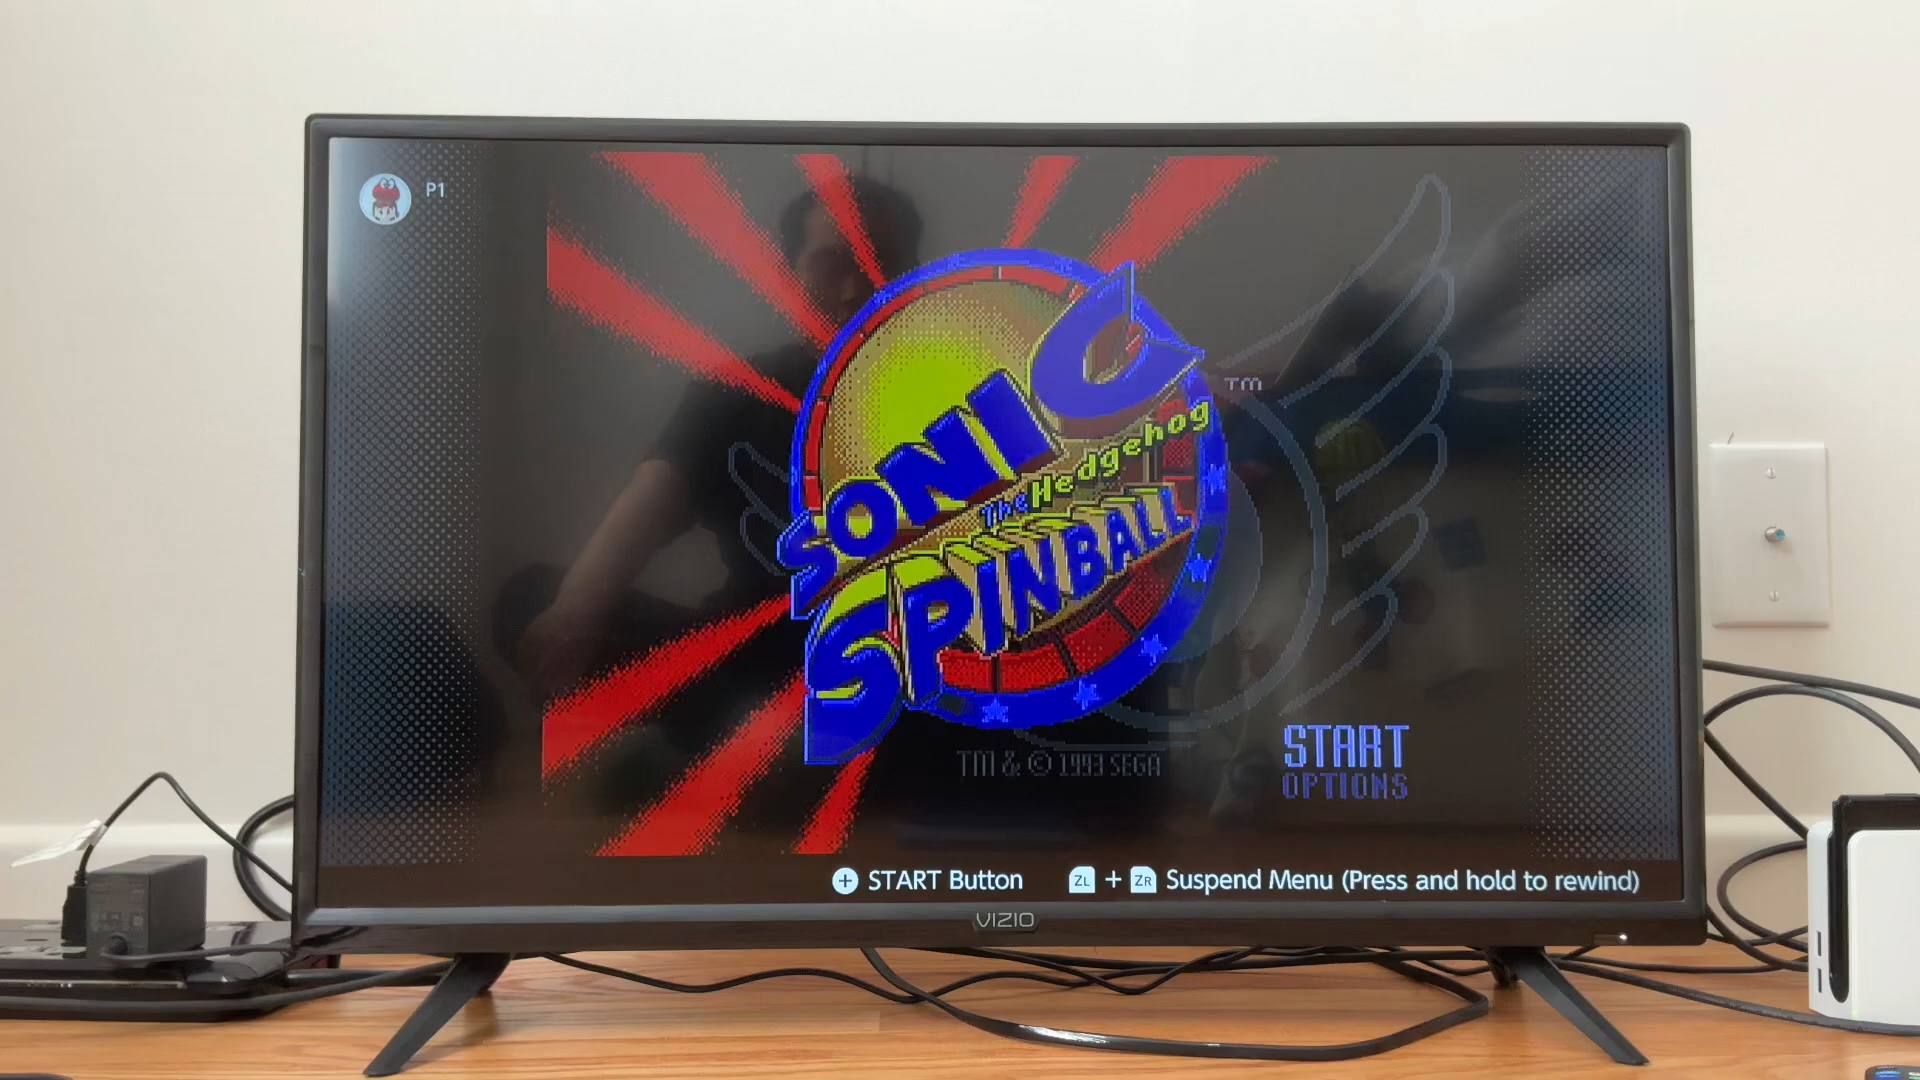 P1
TM
SONIC
The Hedgehog
SPINBALL
TM & © 1993 SEGA
START
OPTIONS
+ START Button ZL + ZR Suspend Menu (Press and hold to rewind)
VIZIO